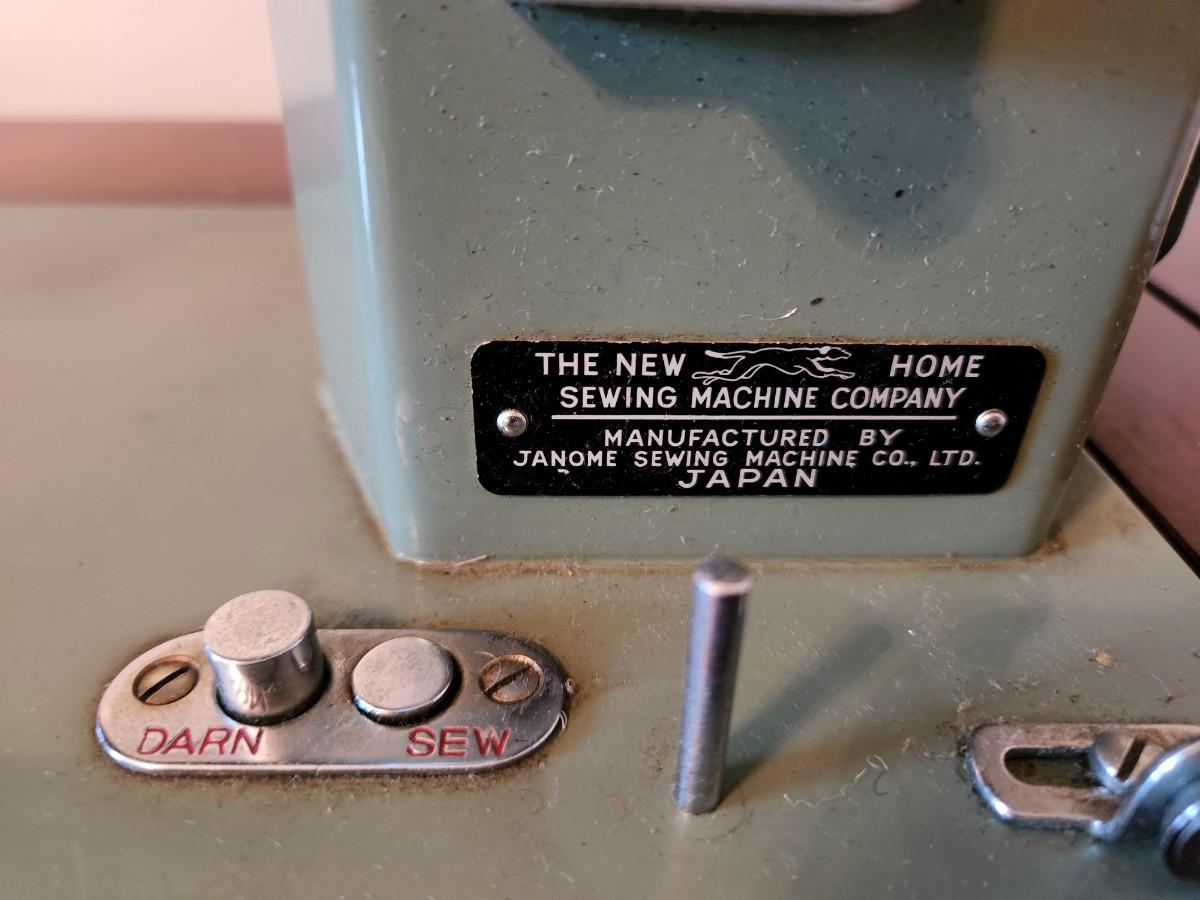 THE NEW HOME
SEWING MACHINE COMPANY
MANUFACTURED BY
JANOME SEWING MACHINE CO., LTD.
JAPAN
DARN SEW